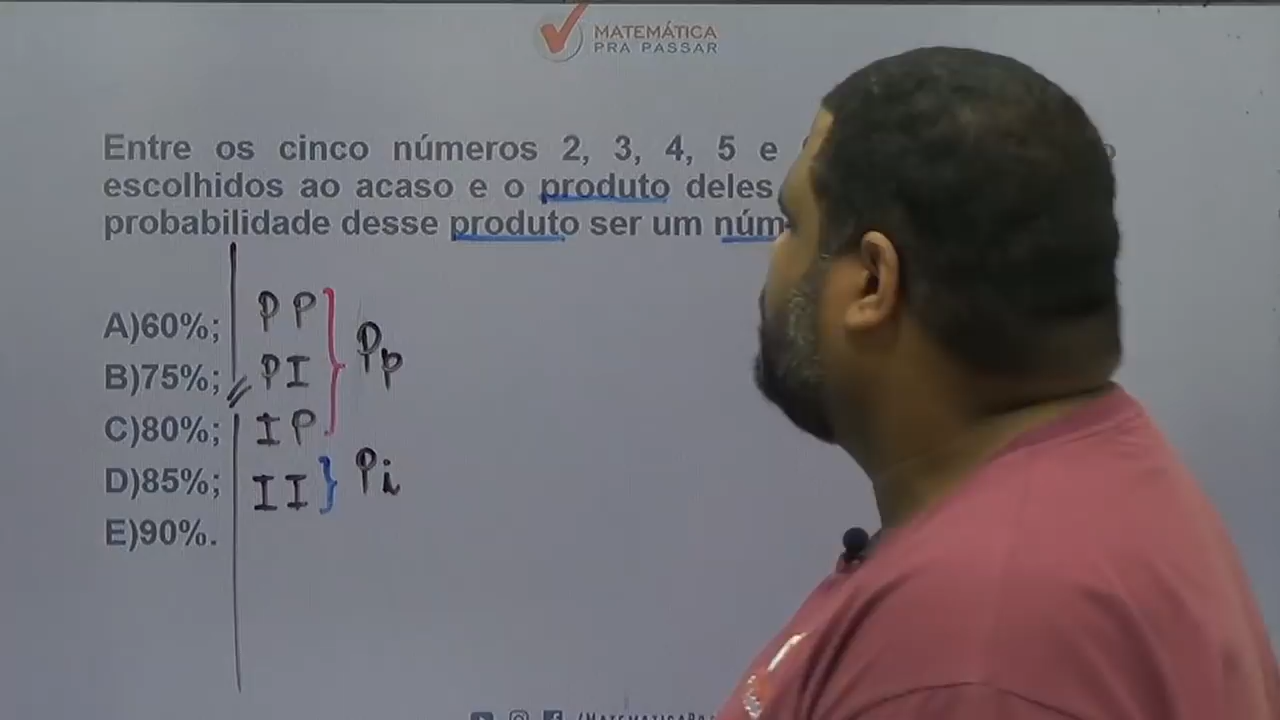 MATEMÁTICA
PRA PASSAR
Entre os cinco números 2, 3, 4, 5 e
escolhidos ao acaso e o produto deles
probabilidade desse produto ser um núm
A)60%;
B)75%;
C)80%;
D)85%;
E)90%.
PP
PI
IP
II
Pp
Pi